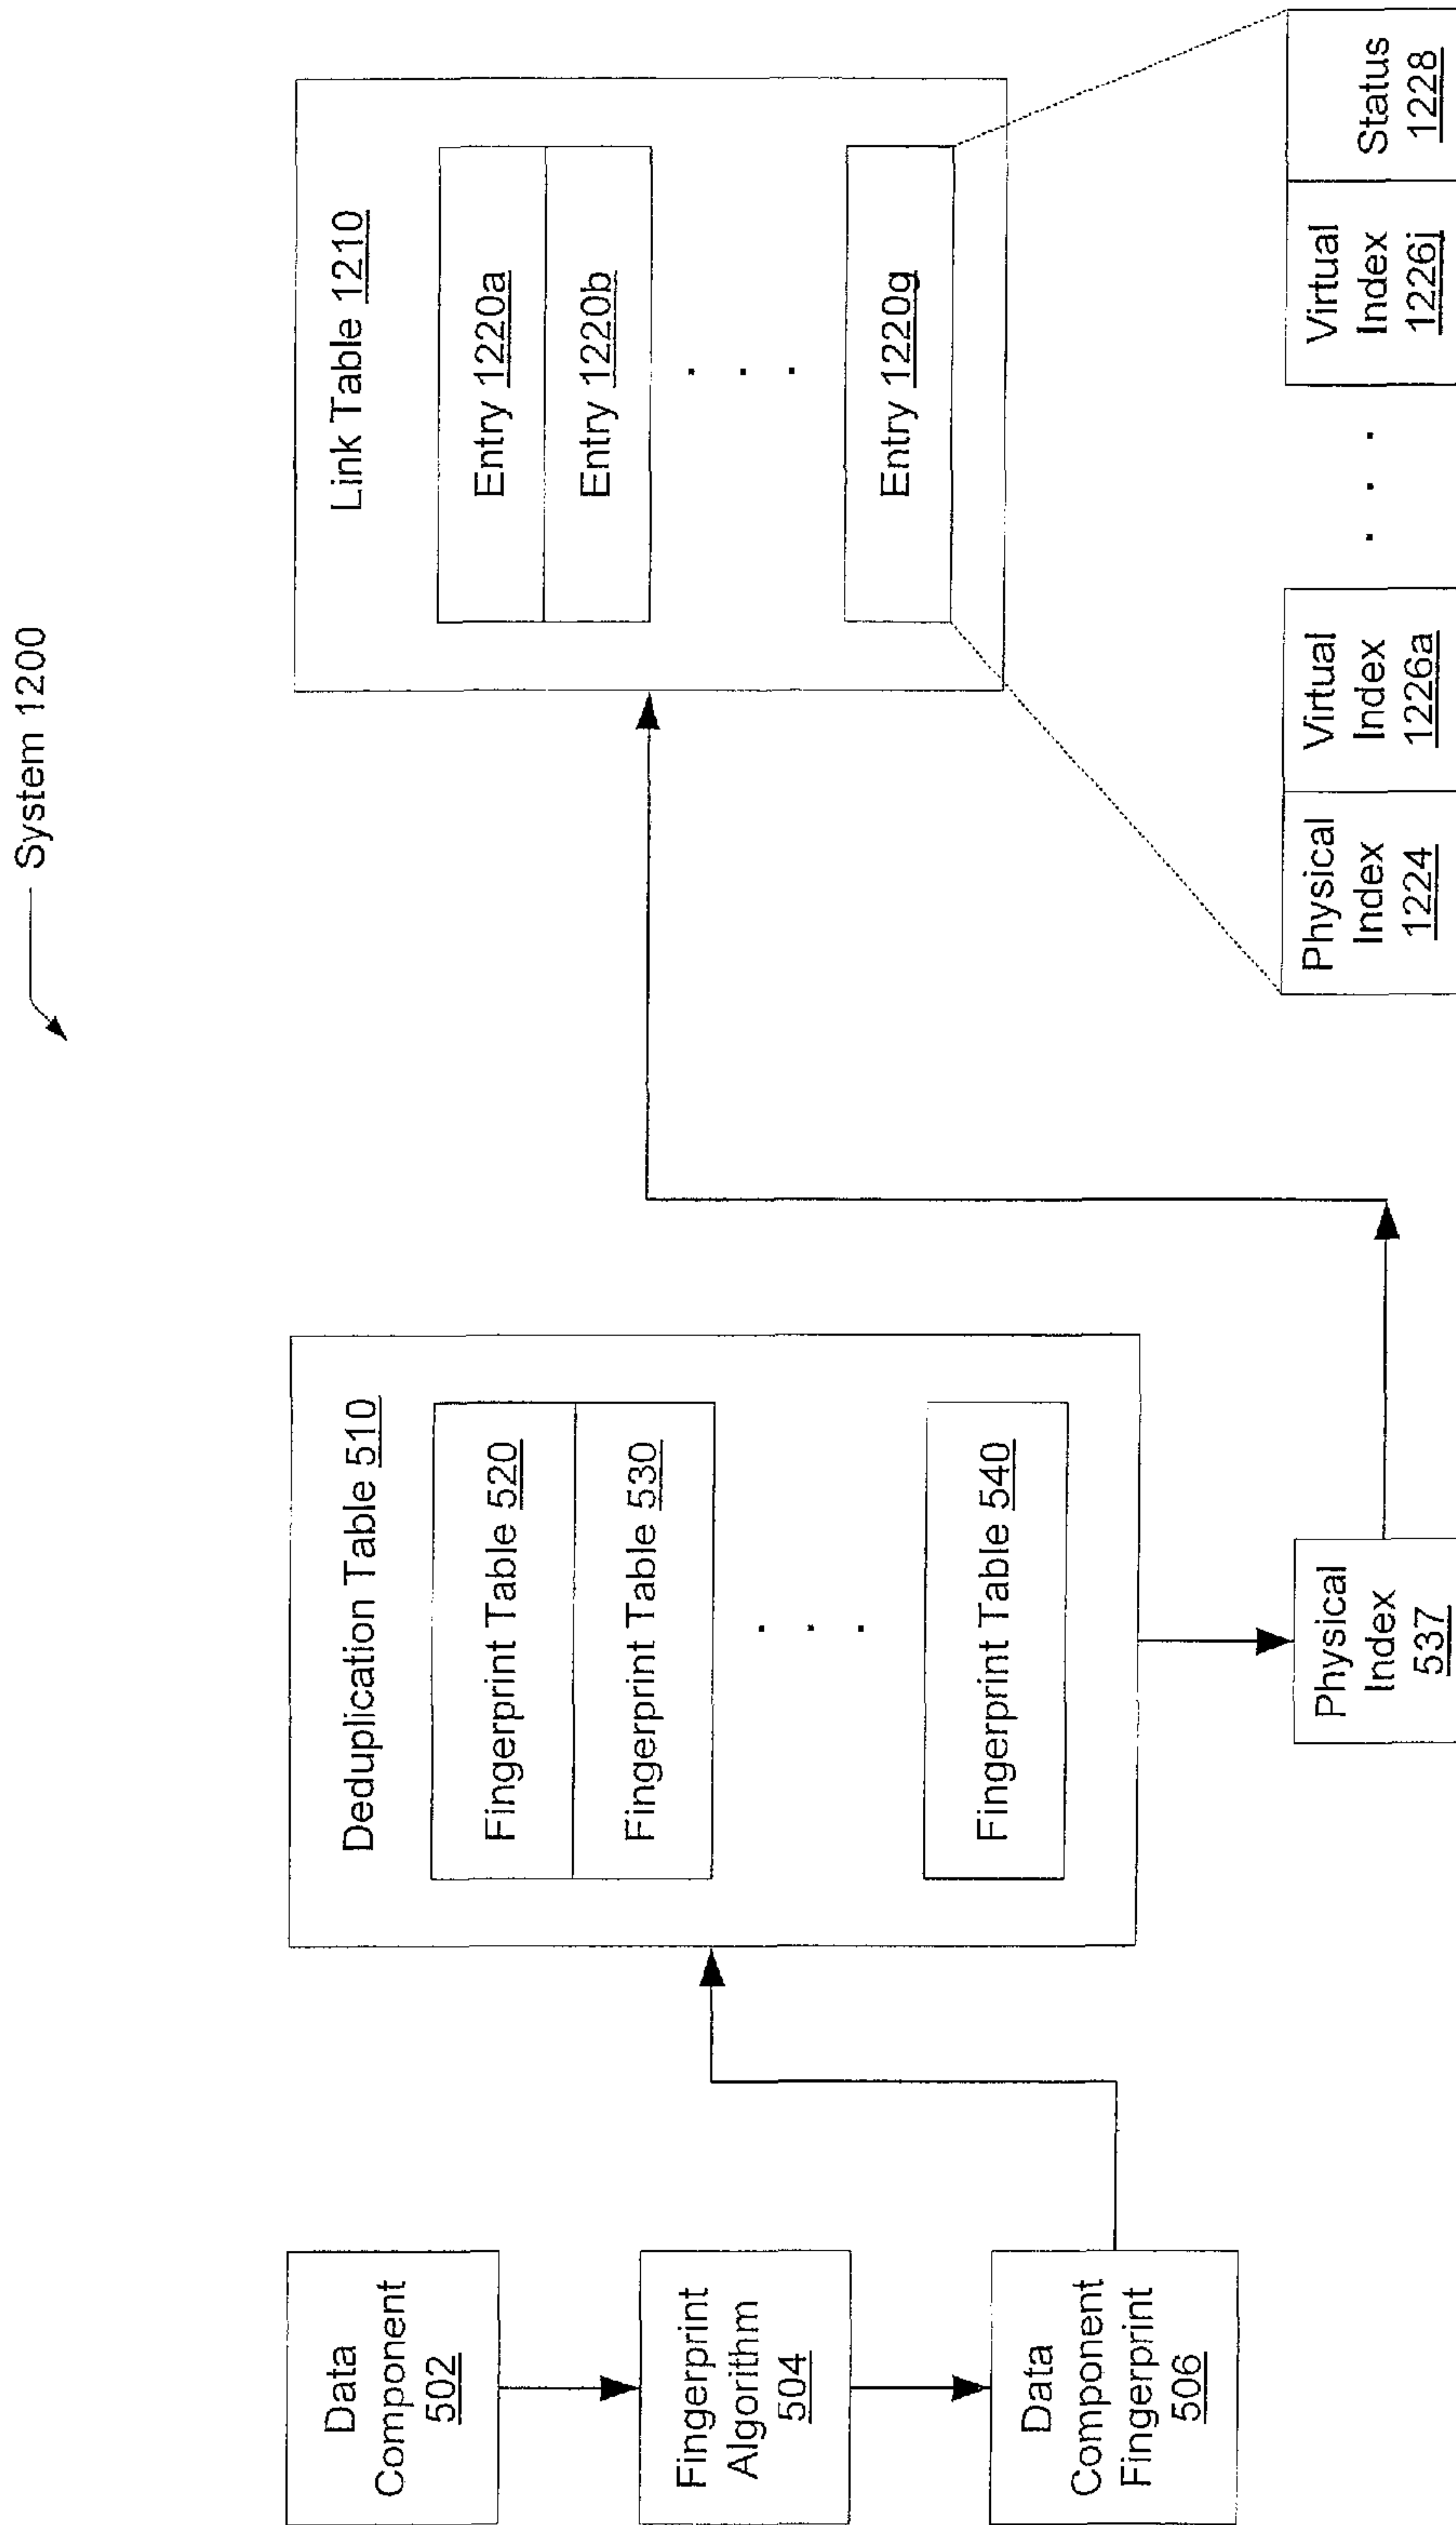 System 1200
Data
Component
502
Fingerprint
Algorithm
504
Data
Component
Fingerprint
506
Deduplication Table 510
Fingerprint Table 520
Fingerprint Table 530
. . .
Fingerprint Table 540
Physical
Index
537
Link Table 1210
Entry 1220a
Entry 1220b
. . .
Entry 1220g
Physical
Index
1224
Virtual
Index
1226a
. . .
Virtual
Index
1226j
Status
1228